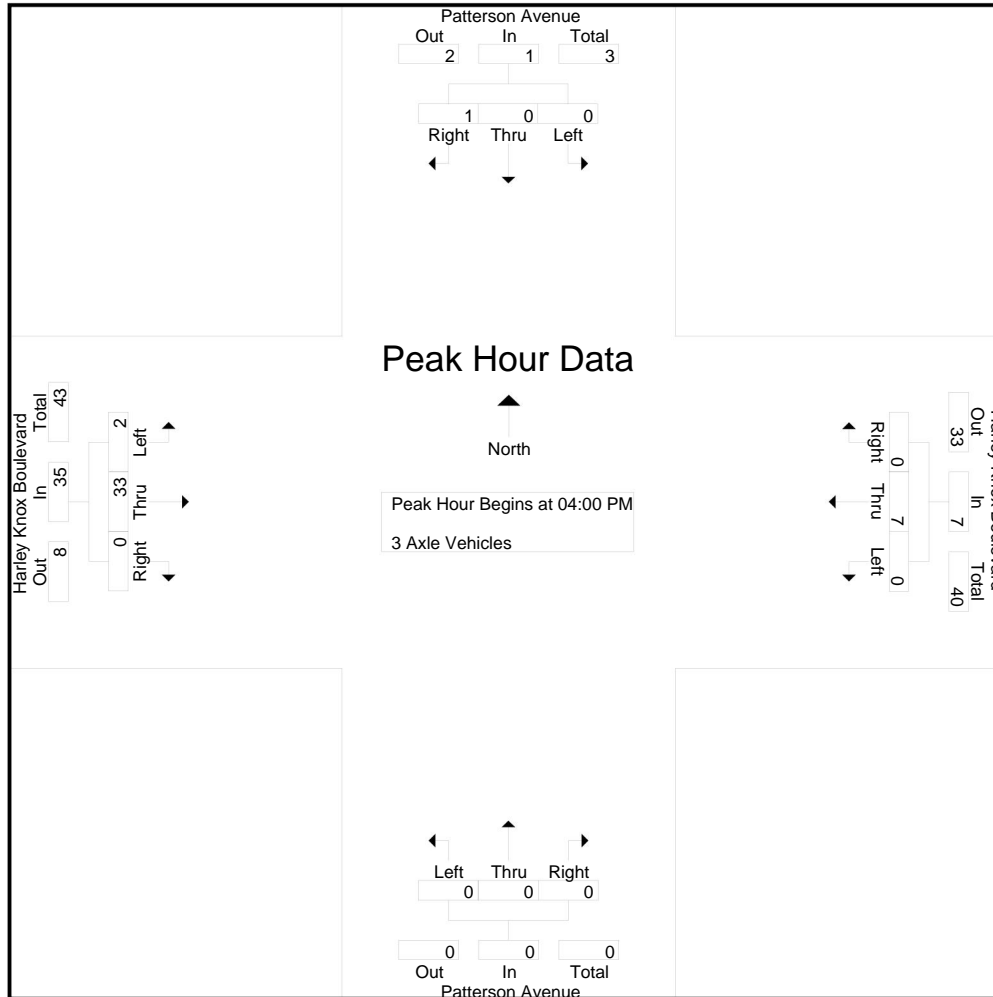 Patterson Avenue
Out In Total
2 1 3
1 0 0
Right Thru Left
Peak Hour Data
North
Peak Hour Begins at 04:00 PM
3 Axle Vehicles
Harley Knox Boulevard
Out In Total
8 35 43
0 33 2
Right Thru Left
Out In Total
33 7 40
0 7 0
Right Thru Left
Left Thru Right
0 0 0
0 0 0
Out In Total
Patterson Avenue